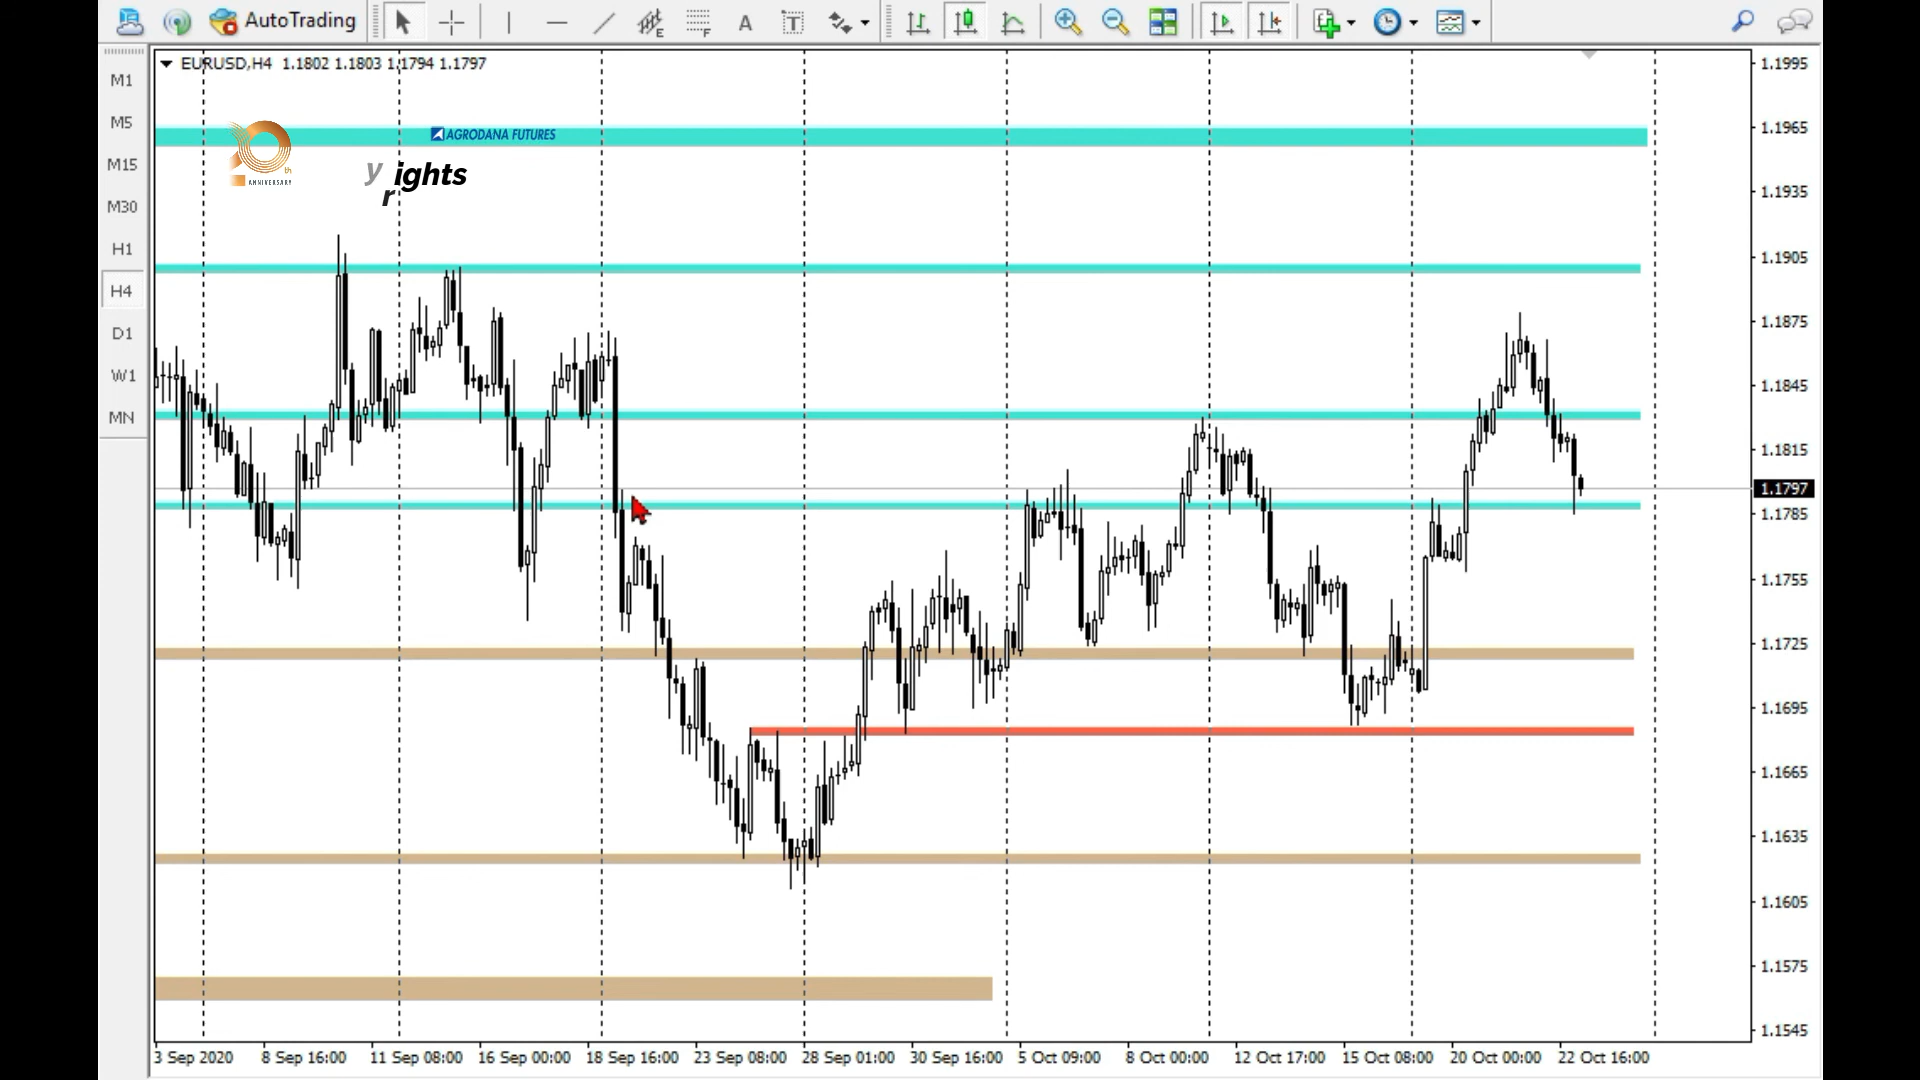 AutoTrading
E
F
A
T
M1
M5
M15
M30
H1
H4
D1
W1
MN
EURUSD,H4 1.1802 1.1803 1.1794 1.1797
AGRODANA FUTURES
th
ANNIVERSARY
y
rights
1.1995
1.1965
1.1935
1.1905
1.1875
1.1845
1.1815
1.1797
1.1785
1.1755
1.1725
1.1695
1.1665
1.1635
1.1605
1.1575
1.1545
3 Sep 2020 8 Sep 16:00 11 Sep 08:00 16 Sep 00:00 18 Sep 16:00 23 Sep 08:00 28 Sep 01:00 30 Sep 16:00 5 Oct 09:00 8 Oct 00:00 12 Oct 17:00 15 Oct 08:00 20 Oct 00:00 22 Oct 16:00